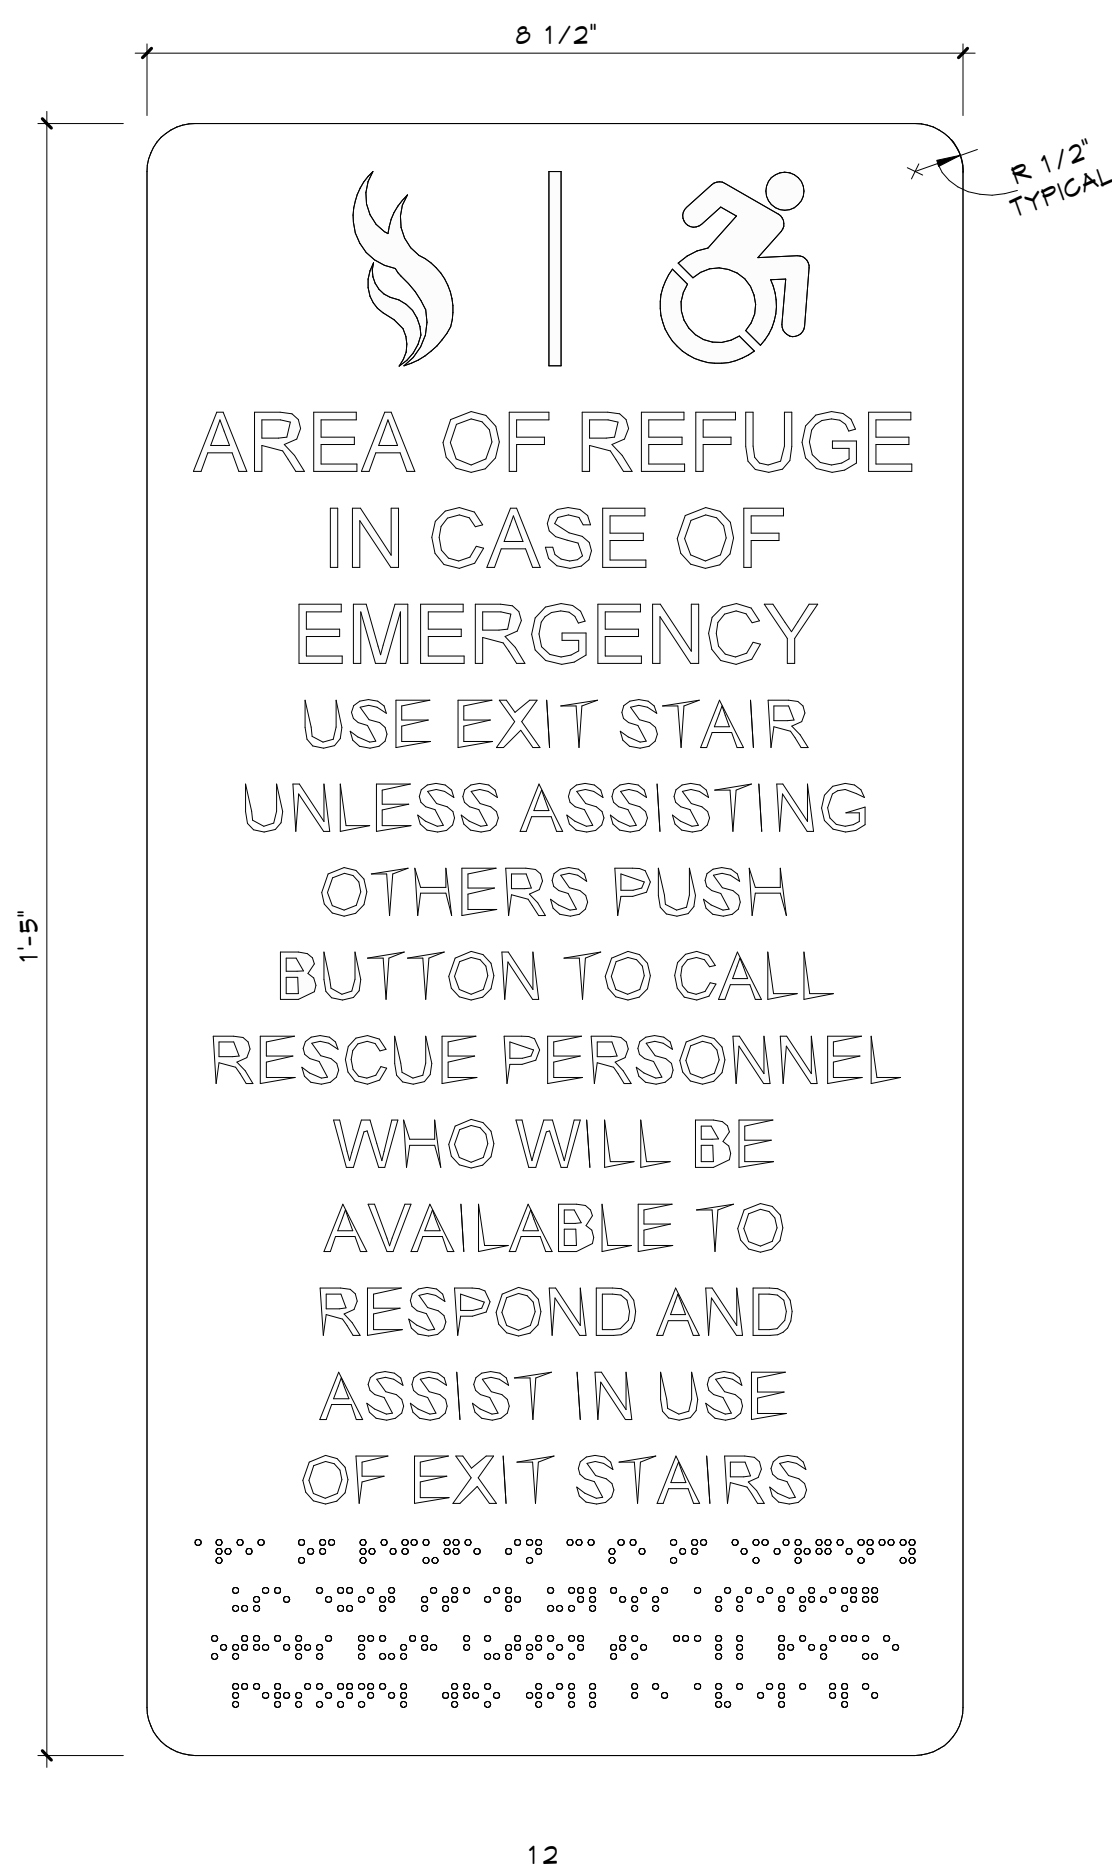 8 1/2"
R 1/2"
TYPICAL
1'-5"
AREA OF REFUGE
IN CASE OF
EMERGENCY
USE EXIT STAIR
UNLESS ASSISTING
OTHERS PUSH
BUTTON TO CALL
RESCUE PERSONNEL
WHO WILL BE
AVAILABLE TO
RESPOND AND
ASSIST IN USE
OF EXIT STAIRS
12